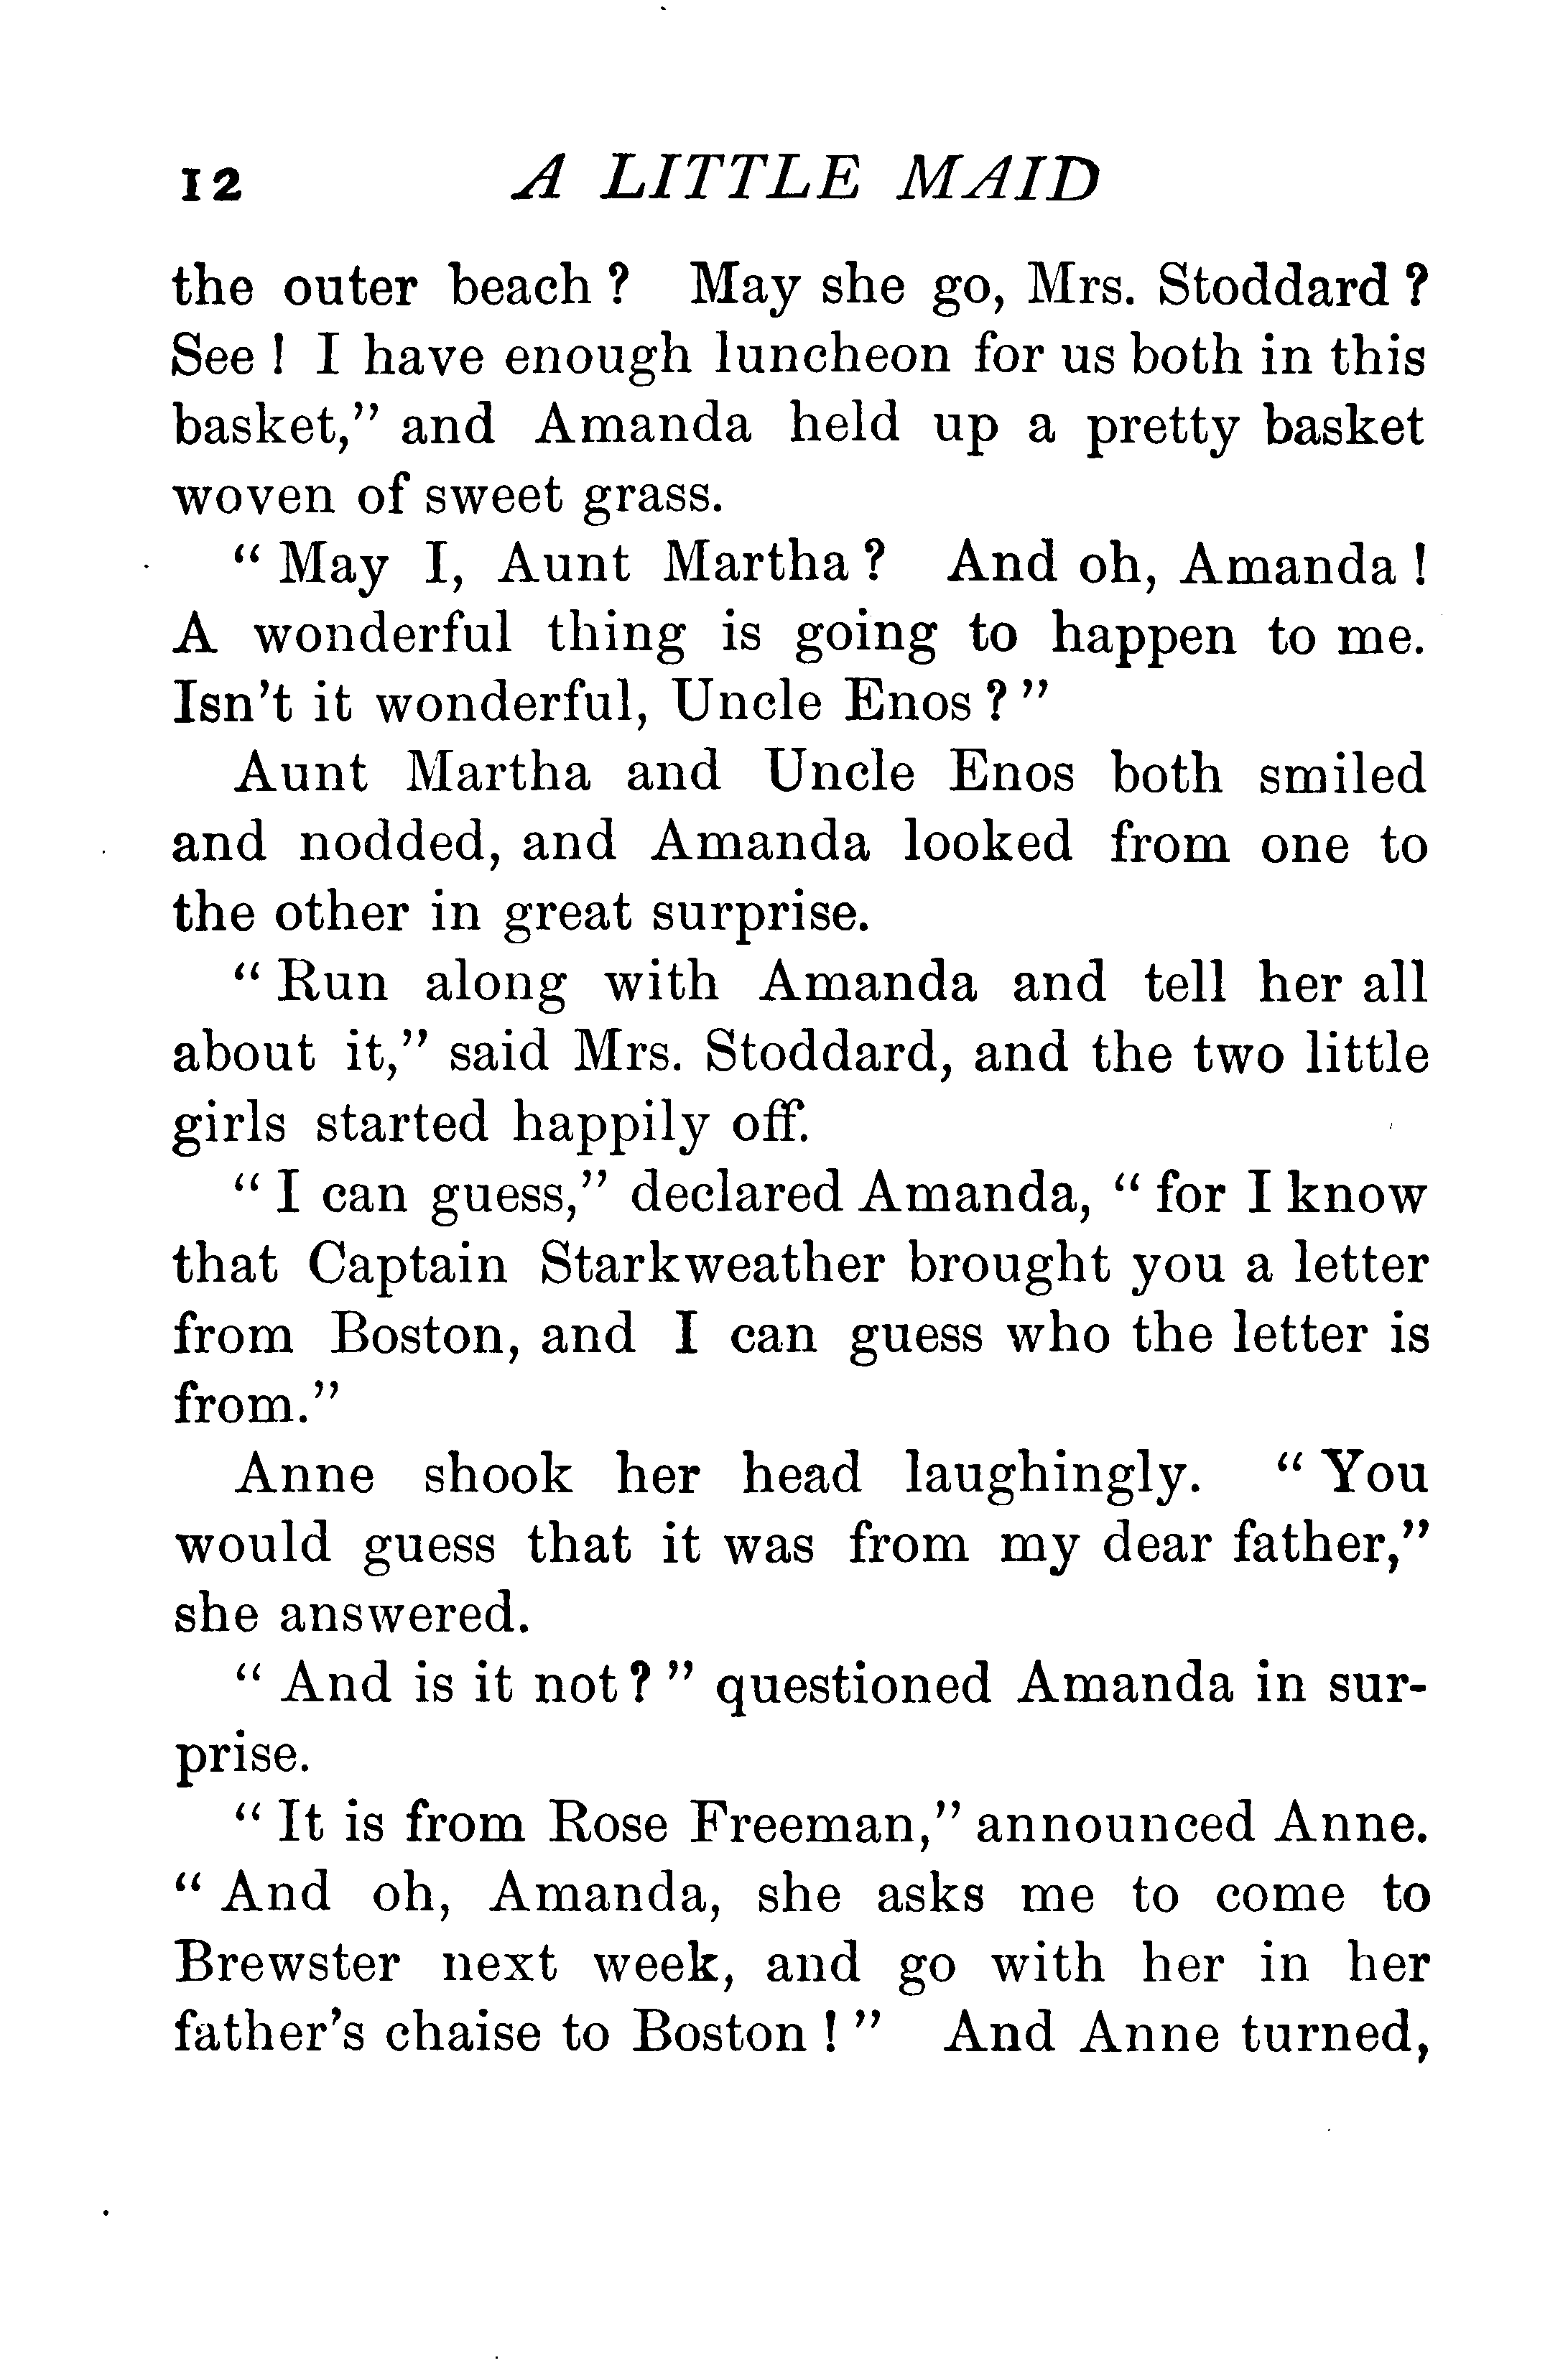 12 A LITTLE MAID
the outer beach? May she go, Mrs. Stoddard?
See! I have enough luncheon for us both in this
basket,” and Amanda held up a pretty basket
woven of sweet grass.
“May I, Aunt Martha? And oh, Amanda!
A wonderful thing is going to happen to me.
Isn’t it wonderful, Uncle Enos?”
Aunt Martha and Uncle Enos both smiled
and nodded, and Amanda looked from one to
the other in great surprise.
“Run along with Amanda and tell her all
about it,” said Mrs. Stoddard, and the two little
girls started happily off.
“I can guess,” declared Amanda, “for I know
that Captain Starkweather brought you a letter
from Boston, and I can guess who the letter is
from.”
Anne shook her head laughingly. “You
would guess that it was from my dear father,”
she answered.
“And is it not?” questioned Amanda in sur-
prise.
“It is from Rose Freeman,” announced Anne.
“And oh, Amanda, she asks me to come to
Brewster next week, and go with her in her
father’s chaise to Boston!” And Anne turned,